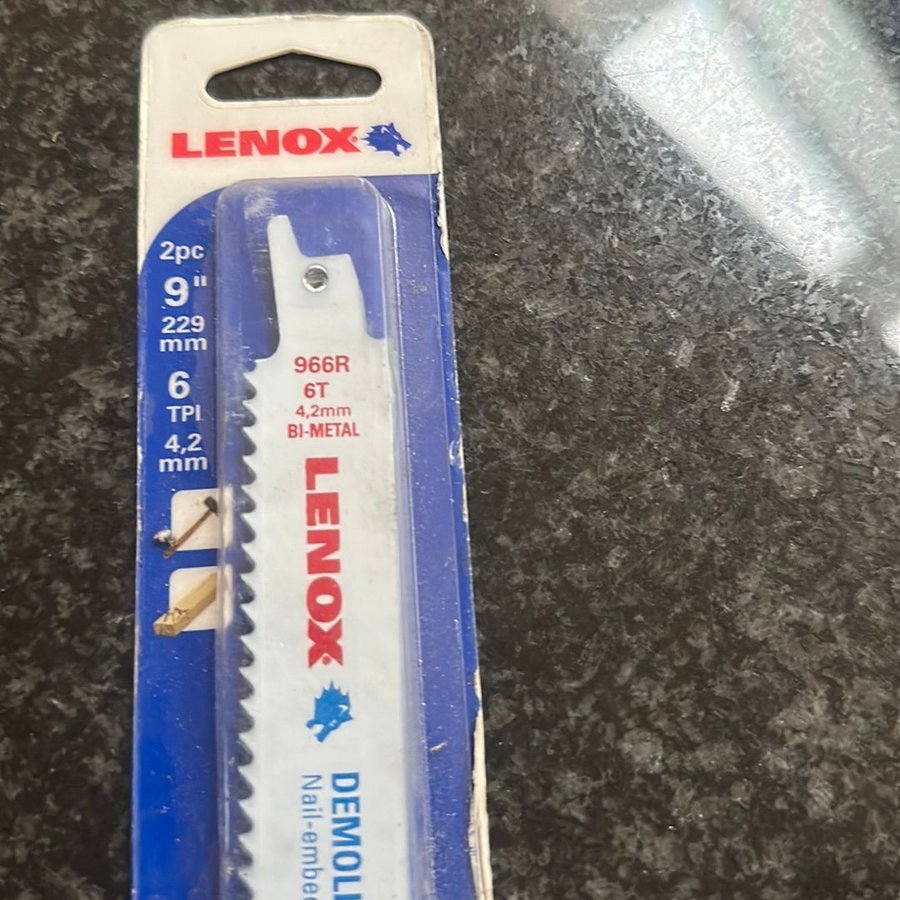 LENOX
2pc
9"
229
mm
6
TPI
4,2
mm
966R
6T
4,2mm
BI-METAL
LENOX
DEMOLI
Nail-embe